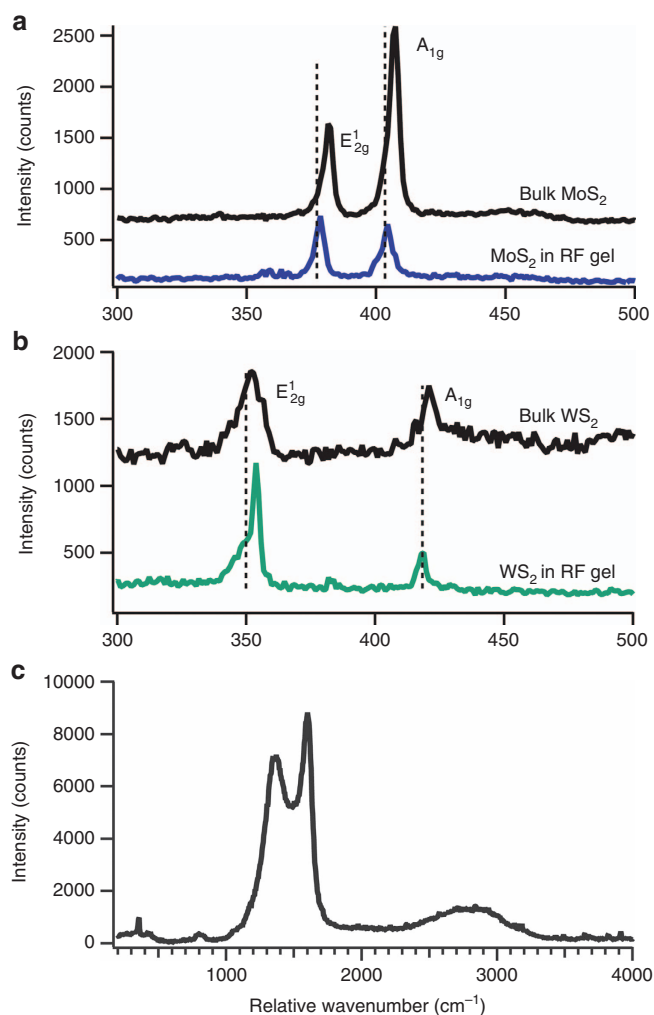 a
2500
2000
1500
1000
500
Intensity (counts)
A1g
E¹2g
Bulk MoS2
MoS2 in RF gel
300 350 400 450 500
b
2000
1500
1000
500
Intensity (counts)
E¹2g
A1g
Bulk WS2
WS2 in RF gel
300 350 400 450 500
c
10000
8000
6000
4000
2000
0
Intensity (counts)
1000 2000 3000 4000
Relative wavenumber (cm⁻¹)